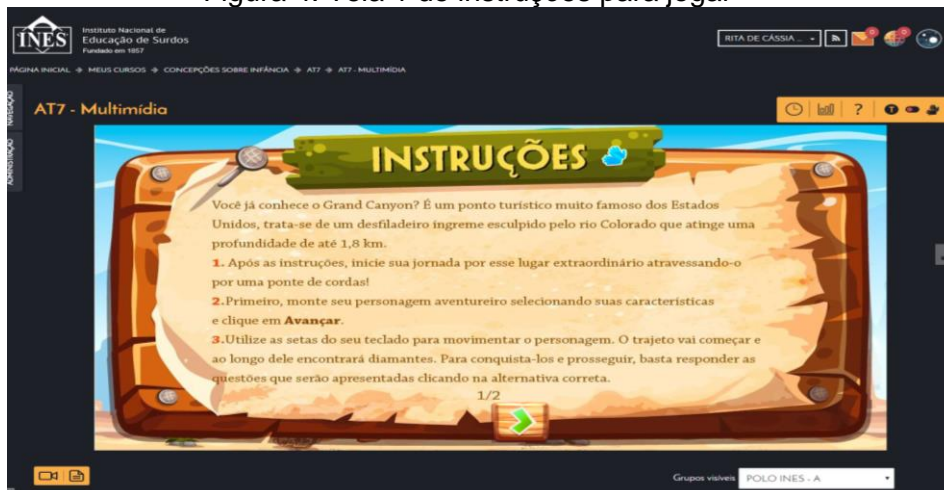 Figura 4. Tela 1 de instruções para jogar
INES
Instituto Nacional de
Educação de Surdos
Fundado em 1857
RITA DE CÁSSIA ...
PÁGINA INICIAL → MEUS CURSOS → CONCEPÇÕES SOBRE INFÂNCIA → AT7 → AT7 - MULTIMÍDIA
NAVEGAÇÃO
ADMINISTRAÇÃO
AT7 - Multimídia
?
T
INSTRUÇÕES
Você já conhece o Grand Canyon? É um ponto turístico muito famoso dos Estados
Unidos, trata-se de um desfiladeiro ingreme esculpido pelo rio Colorado que atinge uma
profundidade de até 1,8 km.
1. Após as instruções, inicie sua jornada por esse lugar extraordinário atravessando-o
por uma ponte de cordas!
2.Primeiro, monte seu personagem aventureiro selecionando suas características
e clique em Avançar.
3.Utilize as setas do seu teclado para movimentar o personagem. O trajeto vai começar e
ao longo dele encontrará diamantes. Para conquista-los e prosseguir, basta responder as
questões que serão apresentadas clicando na alternativa correta.
1/2
Grupos visíveis POLO INES - A